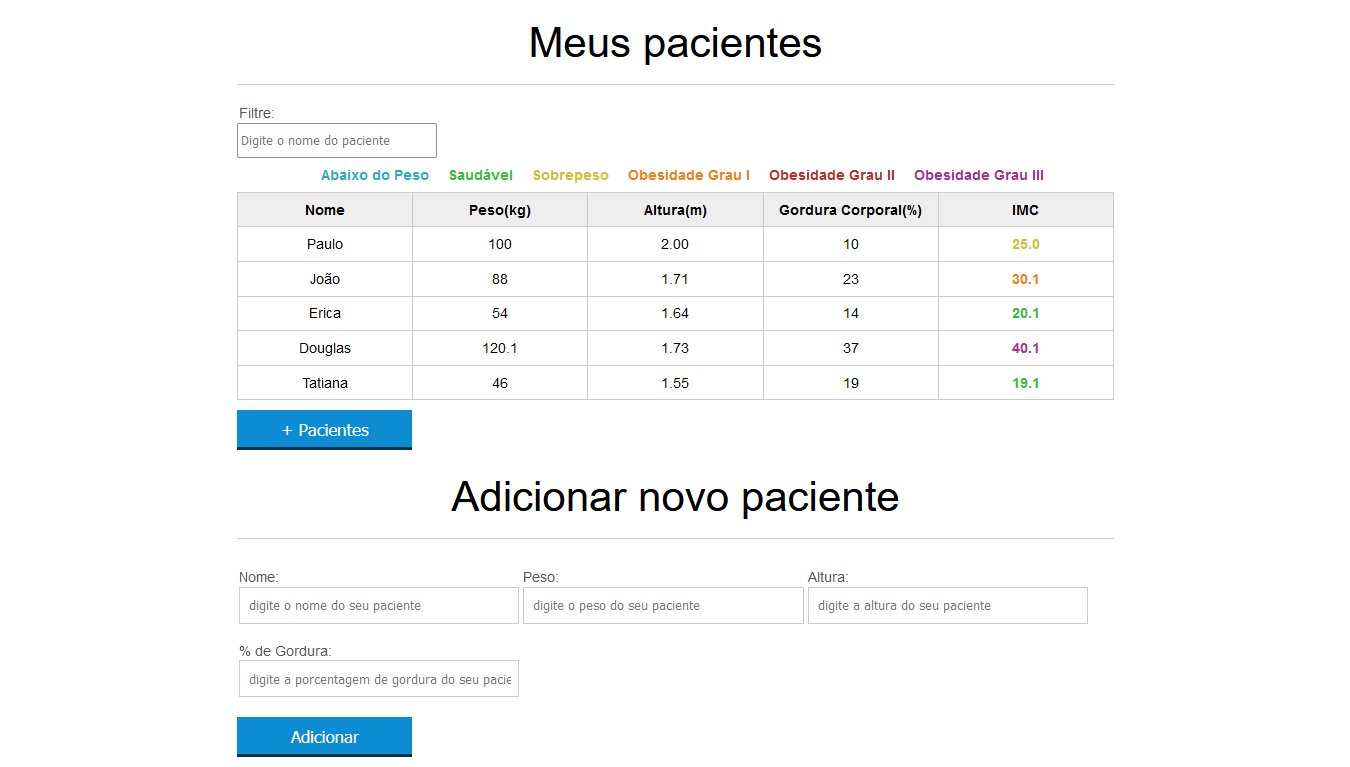 Meus pacientes
Filtre:
Digite o nome do paciente
Abaixo do Peso Saudável Sobrepeso Obesidade Grau I Obesidade Grau II Obesidade Grau III
Nome Peso(kg) Altura(m) Gordura Corporal(%) IMC
Paulo 100 2.00 10 25.0
João 88 1.71 23 30.1
Erica 54 1.64 14 20.1
Douglas 120.1 1.73 37 40.1
Tatiana 46 1.55 19 19.1
+ Pacientes
Adicionar novo paciente
Nome: Peso: Altura:
digite o nome do seu paciente digite o peso do seu paciente digite a altura do seu paciente
% de Gordura:
digite a porcentagem de gordura do seu pacie
Adicionar